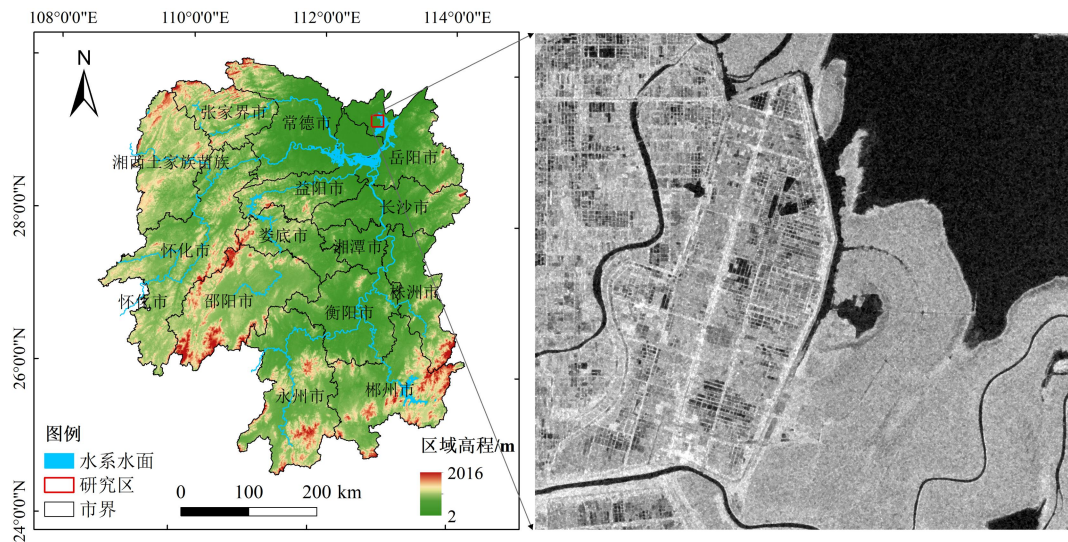 108°0'0"E 110°0'0"E 112°0'0"E 114°0'0"E
N
张家界市
常德市
岳阳市
湘西土家族苗族
益阳市
长沙市
28°0'0"N
娄底市
湘潭市
怀化市
株洲市
怀化市
邵阳市
衡阳市
26°0'0"N
永州市
郴州市
图例
水系水面
研究区
市界
区域高程/m
2016
2
0 100 200 km
24°0'0"N